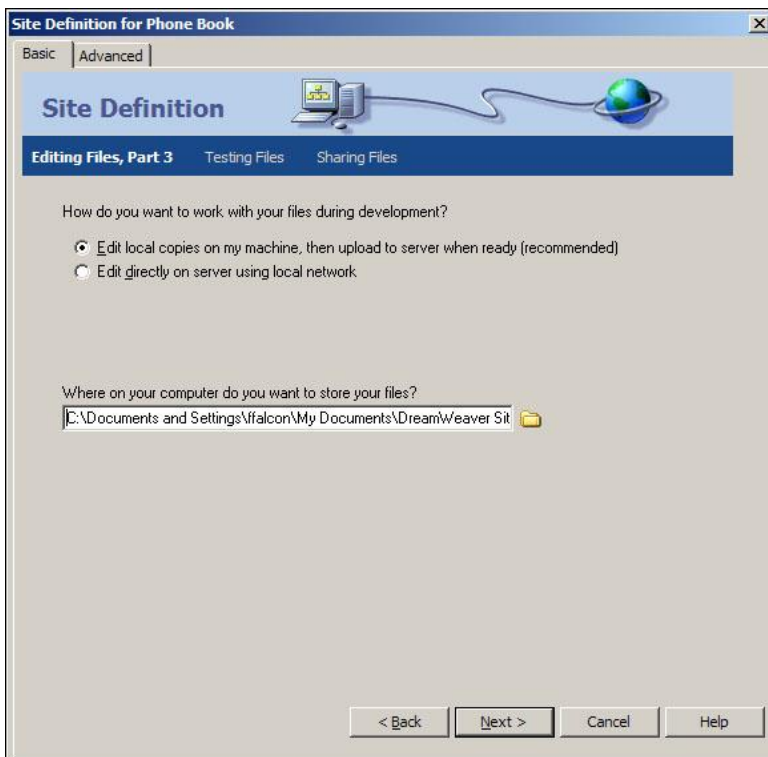 Site Definition for Phone Book
Basic Advanced
Site Definition
Editing Files, Part 3 Testing Files Sharing Files
How do you want to work with your files during development?
Edit local copies on my machine, then upload to server when ready (recommended)
Edit directly on server using local network
Where on your computer do you want to store your files?
C:\Documents and Settings\ffalcon\My Documents\DreamWeaver Sit
< Back Next > Cancel Help